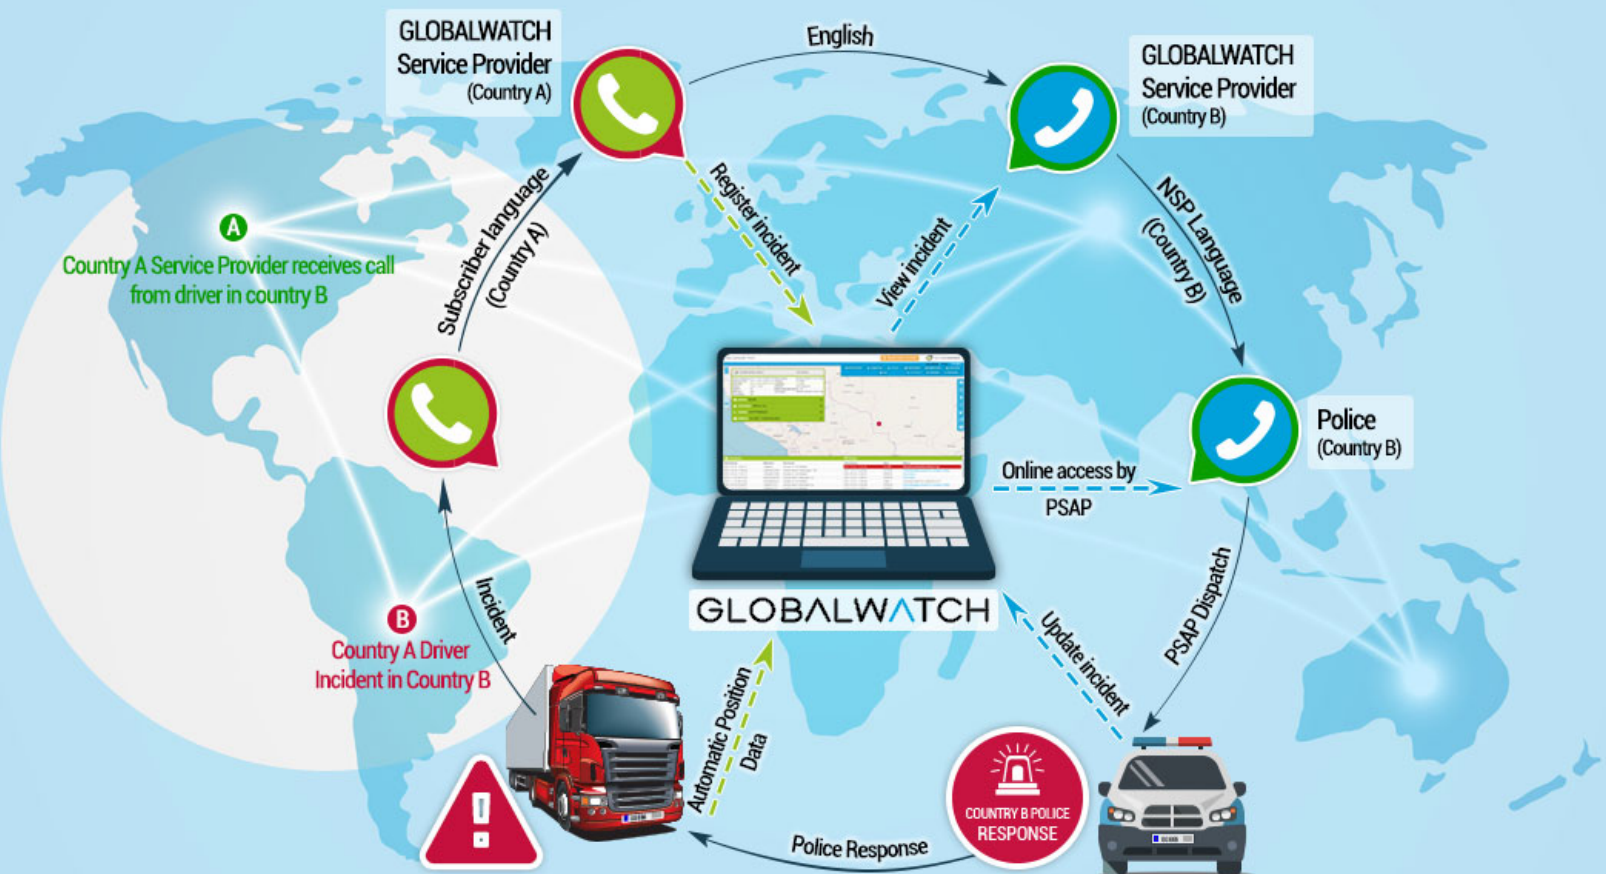 GLOBALWATCH
Service Provider
(Country A)
English
GLOBALWATCH
Service Provider
(Country B)
A
Country A Service Provider receives call
from driver in country B
Subscriber language
(Country A)
Register incident
View incident
NSP Language
(Country B)
Police
(Country B)
Online access by
PSAP
GLOBALWATCH
B
Country A Driver
Incident in Country B
Incident
Automatic Position
Data
Update incident
PSAP Dispatch
COUNTRY B POLICE
RESPONSE
Police Response